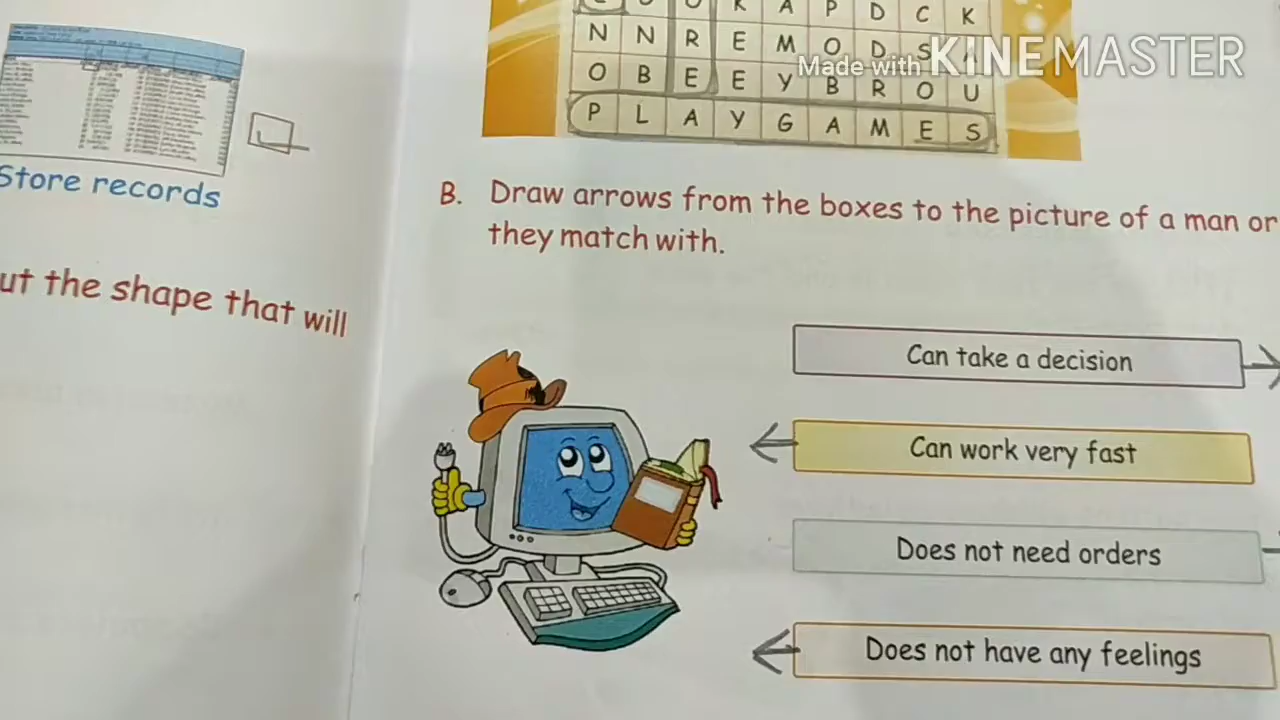 K A P D C K
N N R E M O D S
Made with KINEMASTER
O B E E Y B R O U
P L A Y G A M E S
Store records
B. Draw arrows from the boxes to the picture of a man or
they match with.
ut the shape that will
Can take a decision
Can work very fast
Does not need orders
Does not have any feelings